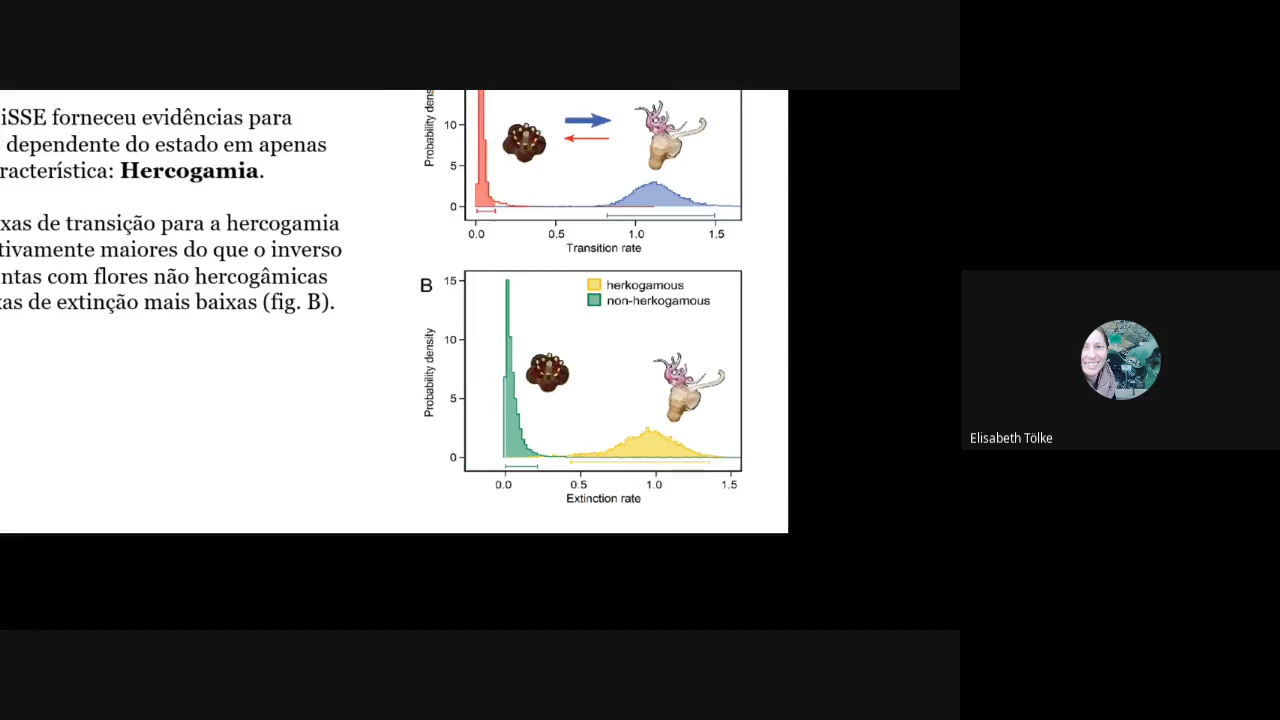 iSSE forneceu evidências para
dependente do estado em apenas
racterística: Hercogamia.
xas de transição para a hercogamia
tivamente maiores do que o inverso
ntas com flores não hercogâmicas
as de extinção mais baixas (fig. B).
Probability dens
10
5
0
0.0 0.5 1.0 1.5
Transition rate
B
herkogamous
non-herkogamous
Probability density
15
10
5
0
0.0 0.5 1.0 1.5
Extinction rate
Elisabeth Tölke